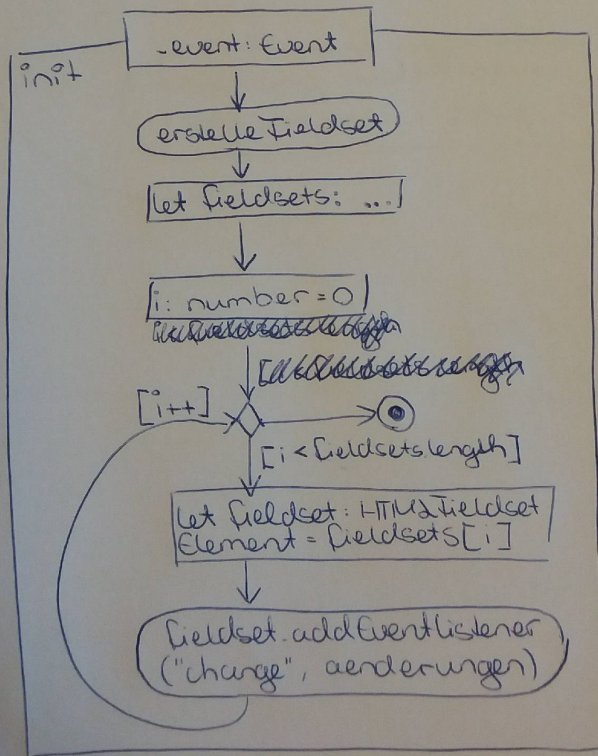 _event: Event
init
erstelle Fieldset
let fieldsets: ...
i: number = 0
[i++]
[i < fieldsets.length]
let fieldset: HTMLFieldset
Element = fieldsets[i]
fieldset.addEventListener
("change", aenderungen)